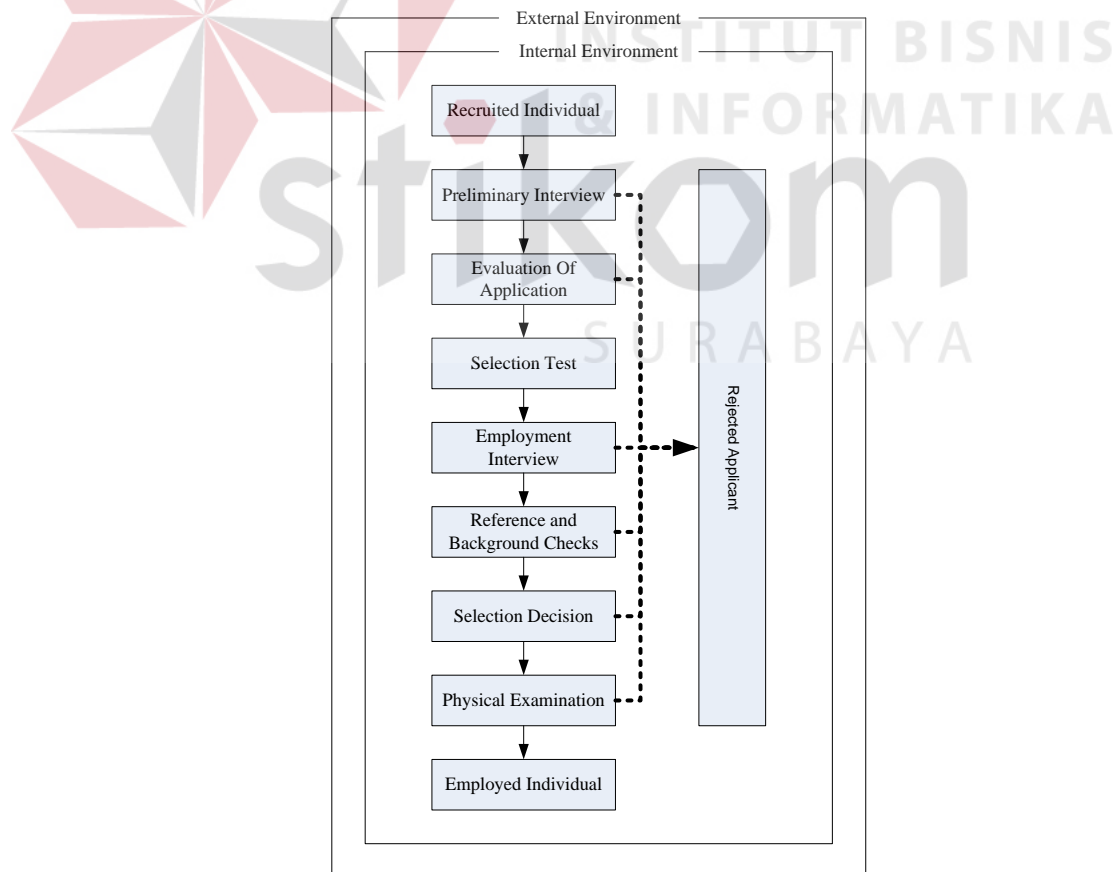 External Environment
Internal Environment
INSTITUT BISNIS
& INFORMATIKA
stikom
SURABAYA
Recruited Individual
Preliminary Interview
Evaluation Of
Application
Selection Test
Employment
Interview
Reference and
Background Checks
Selection Decision
Physical Examination
Employed Individual
Rejected Applicant